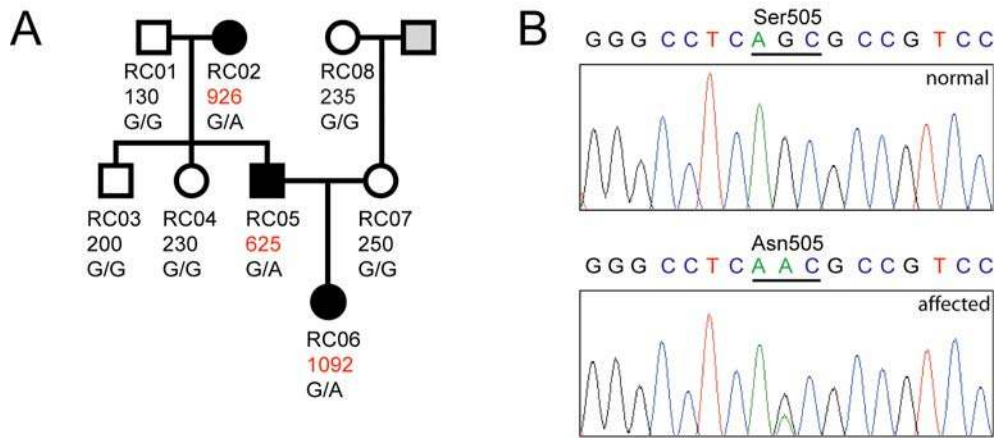 A
RC01
130
G/G
RC02
926
G/A
RC08
235
G/G
RC03
200
G/G
RC04
230
G/G
RC05
625
G/A
RC07
250
G/G
RC06
1092
G/A
B
Ser505
G G G C C T C A G C G C C G T C C
normal
Asn505
G G G C C T C A A C G C C G T C C
affected